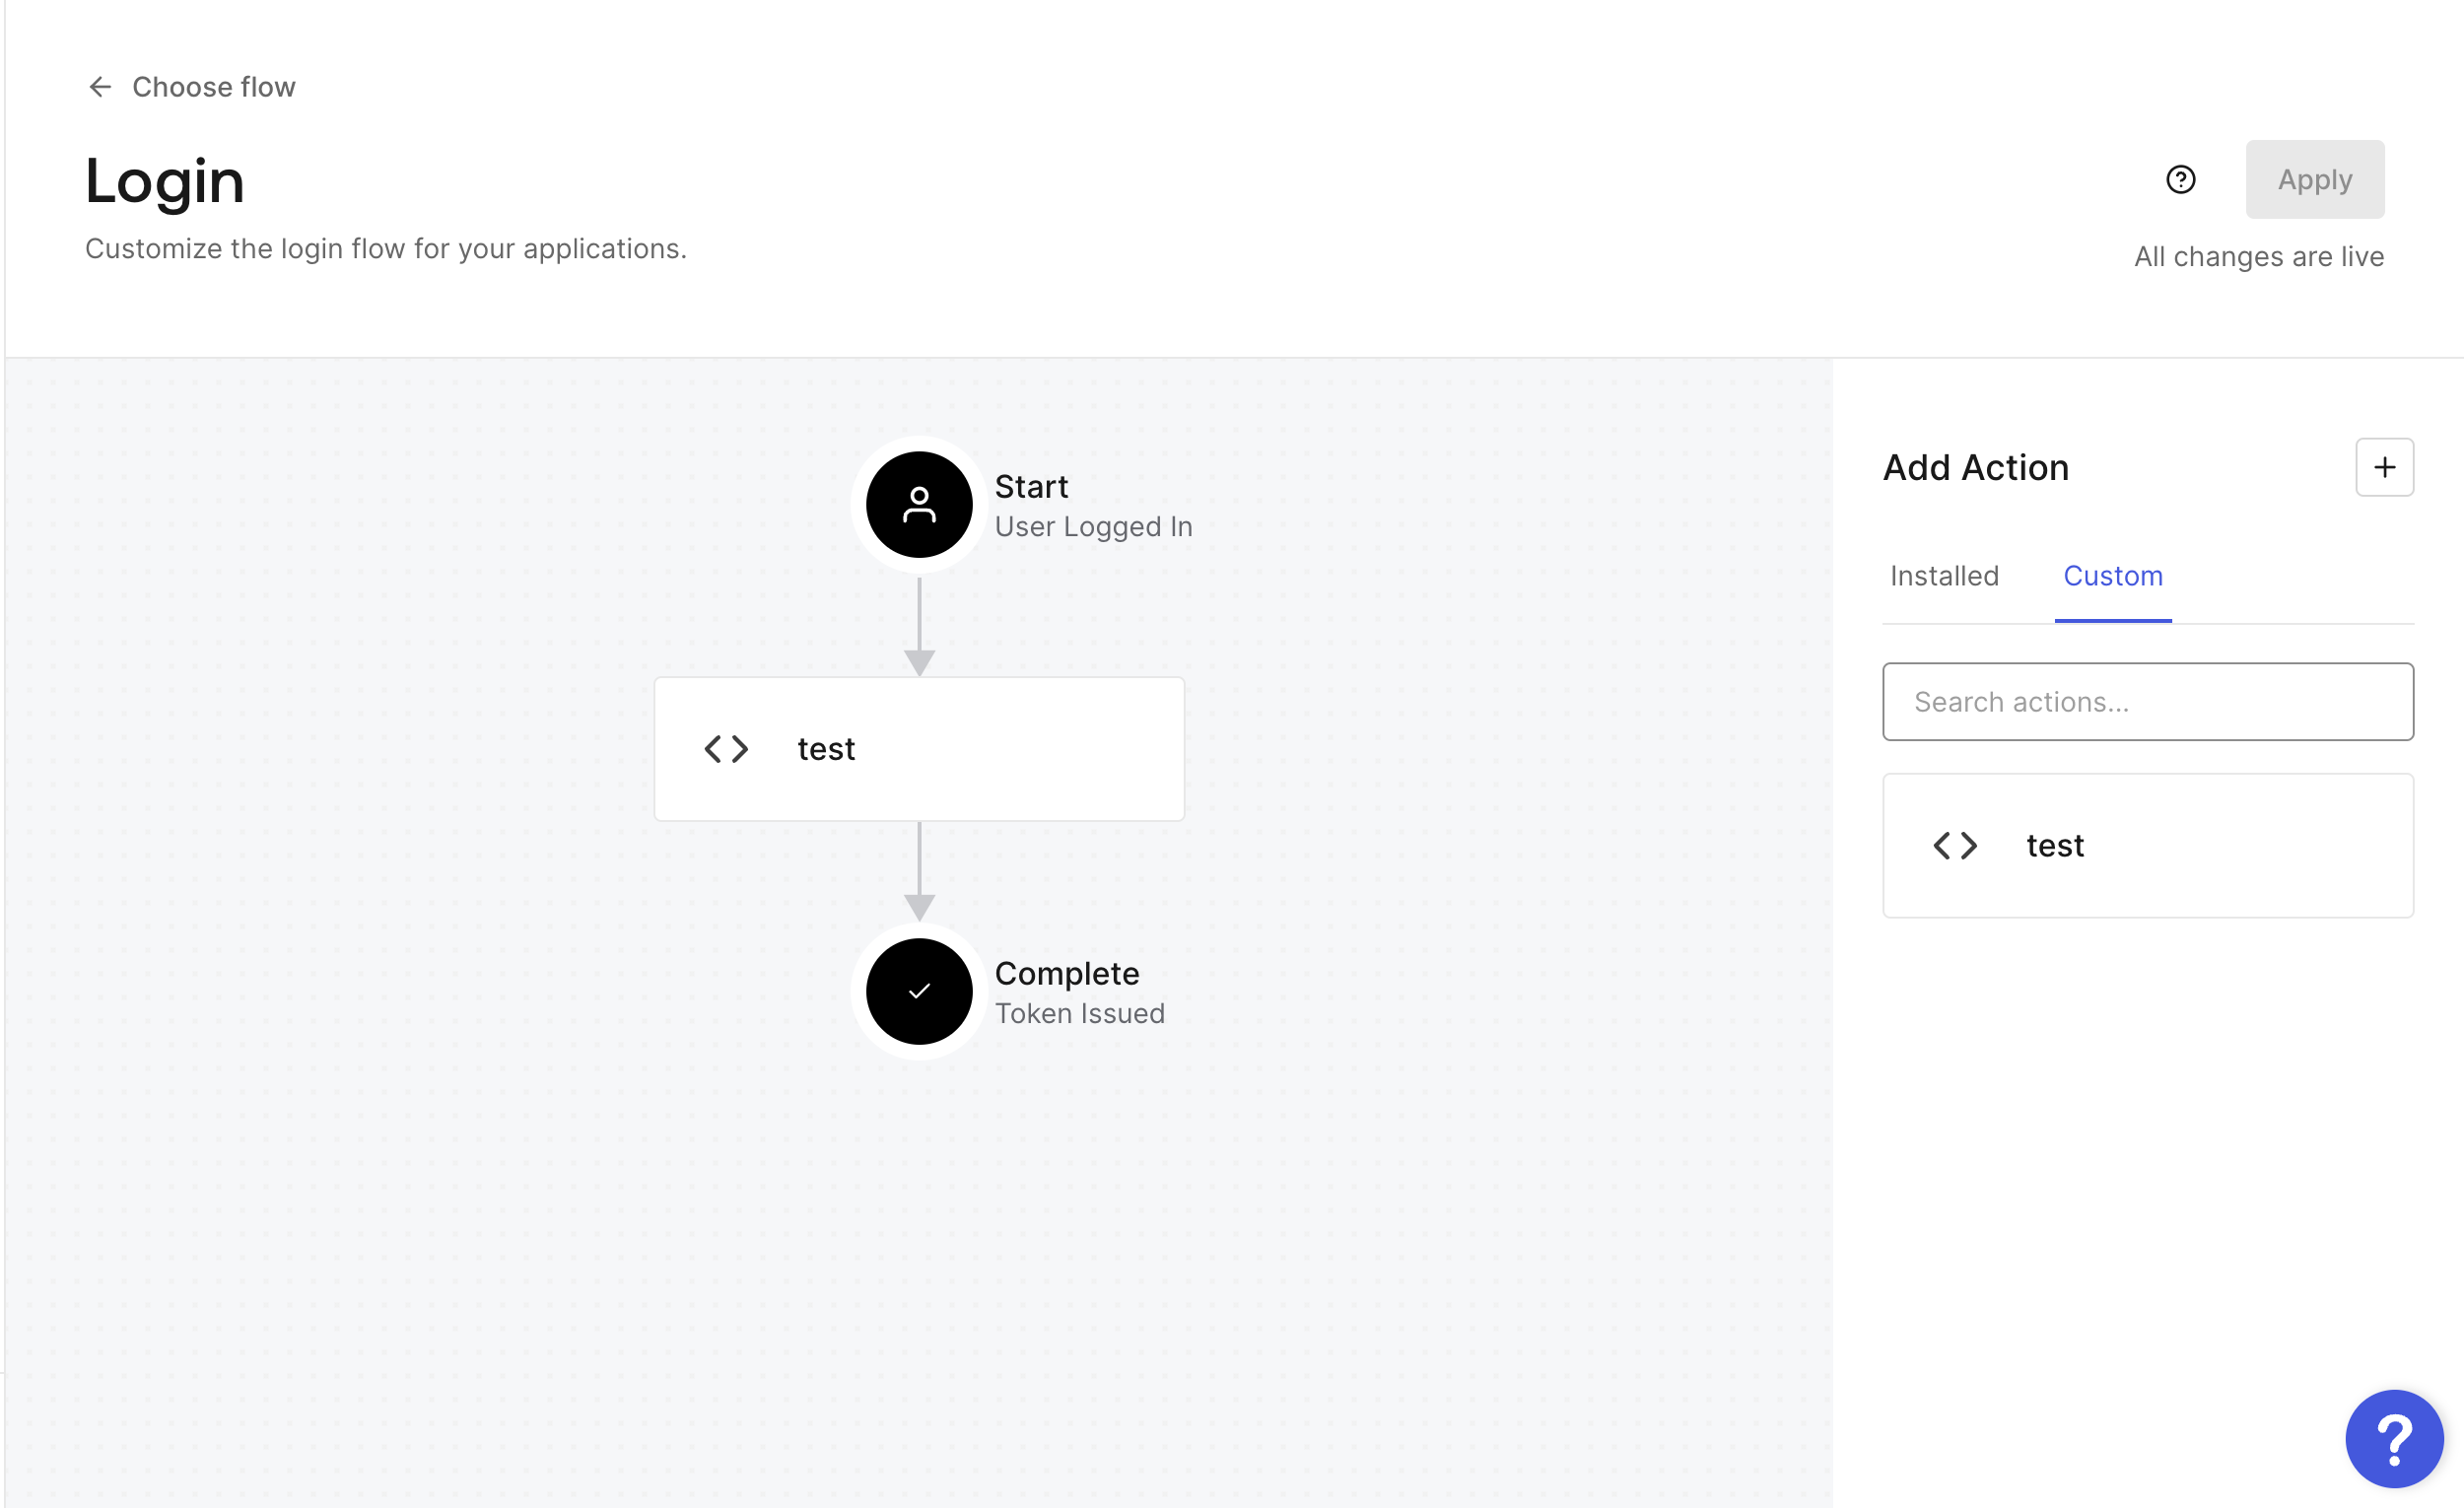 Choose flow
Login
Customize the login flow for your applications.
Apply
All changes are live
Start
User Logged In
test
Complete
Token Issued
Add Action
Installed
Custom
Search actions...
test